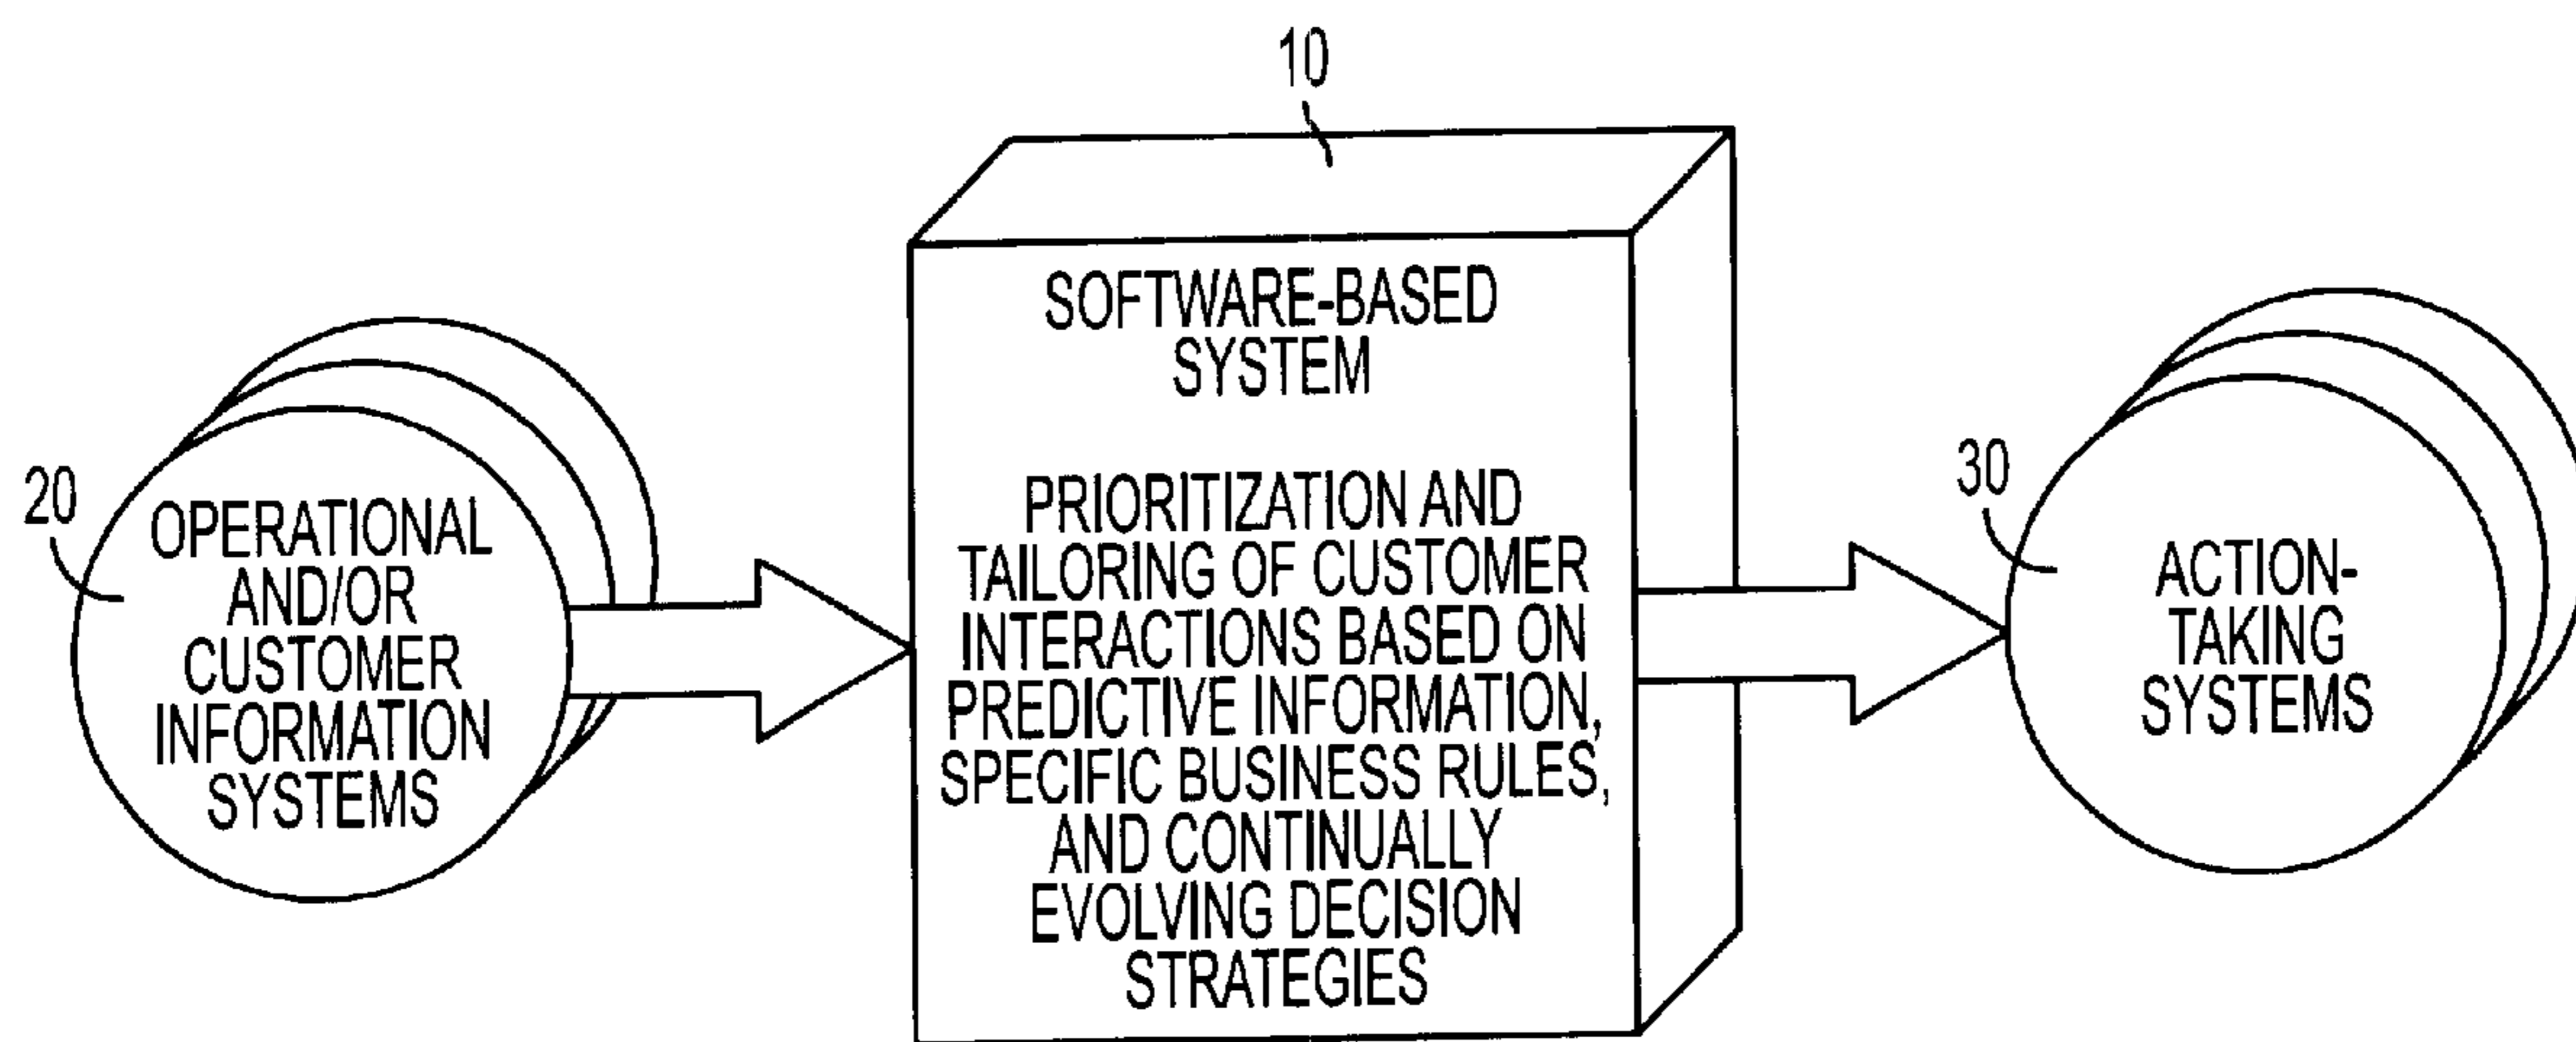 10
SOFTWARE-BASED
SYSTEM
PRIORITIZATION AND
TAILORING OF CUSTOMER
INTERACTIONS BASED ON
PREDICTIVE INFORMATION,
SPECIFIC BUSINESS RULES,
AND CONTINUALLY
EVOLVING DECISION
STRATEGIES
20
OPERATIONAL
AND/OR
CUSTOMER
INFORMATION
SYSTEMS
30
ACTION-
TAKING
SYSTEMS